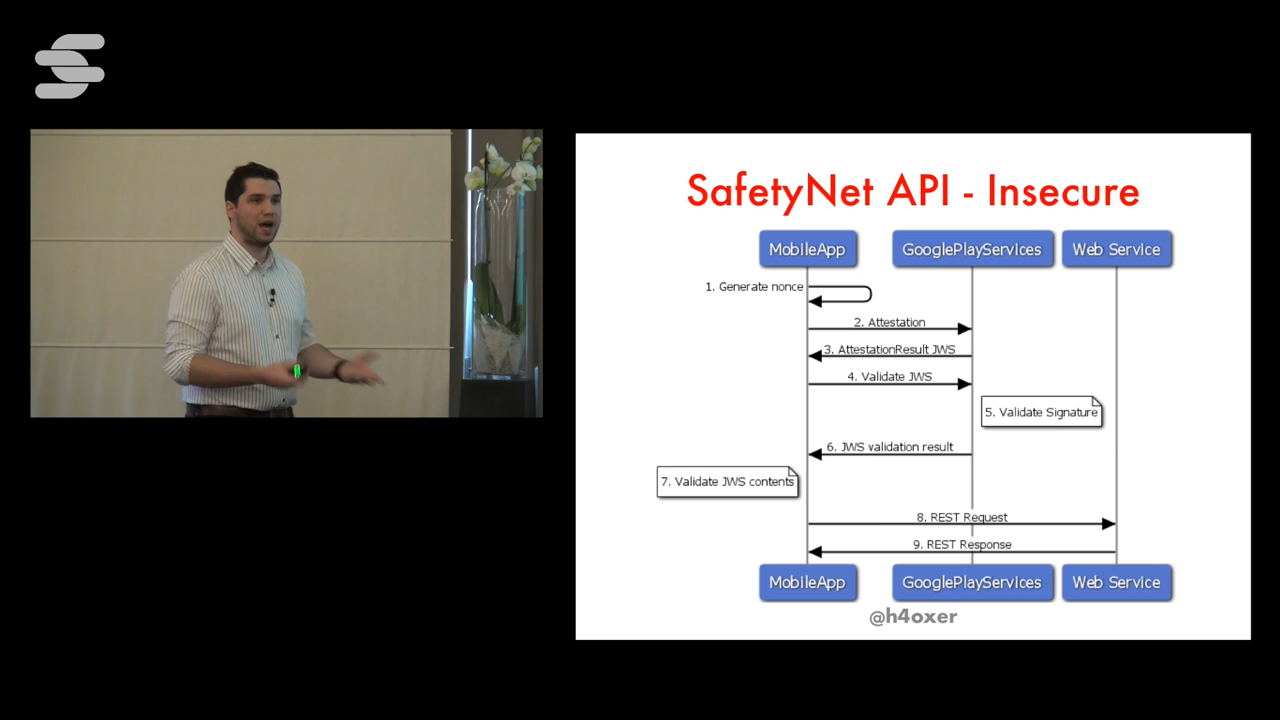 SafetyNet API - Insecure
MobileApp
GooglePlayServices
Web Service
1. Generate nonce
2. Attestation
3. AttestationResult JWS
4. Validate JWS
5. Validate Signature
6. JWS validation result
7. Validate JWS contents
8. REST Request
9. REST Response
MobileApp
GooglePlayServices
Web Service
@h4oxer